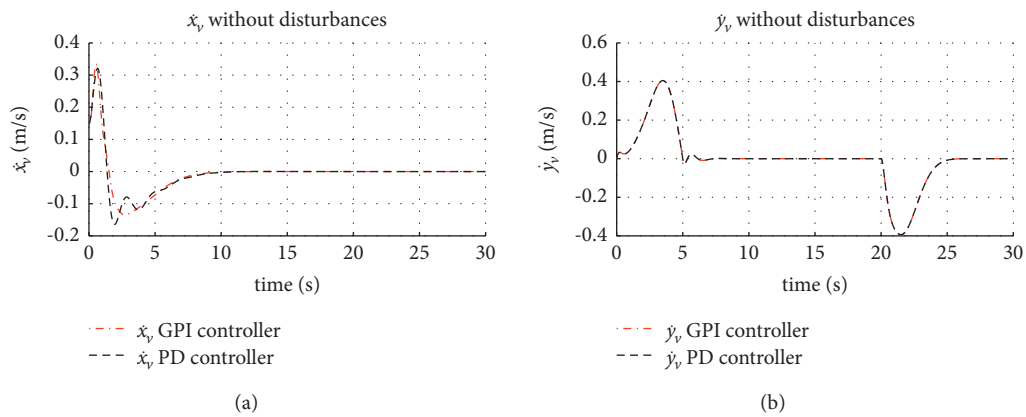 ẋᵥ without disturbances
0.4
0.3
0.2
0.1
0
-0.1
-0.2
ẋᵥ (m/s)
0 5 10 15 20 25 30
time (s)
ẋᵥ GPI controller
ẋᵥ PD controller
(a)
ẏᵥ without disturbances
0.6
0.4
0.2
0
-0.2
-0.4
ẏᵥ (m/s)
0 5 10 15 20 25 30
time (s)
ẏᵥ GPI controller
ẏᵥ PD controller
(b)